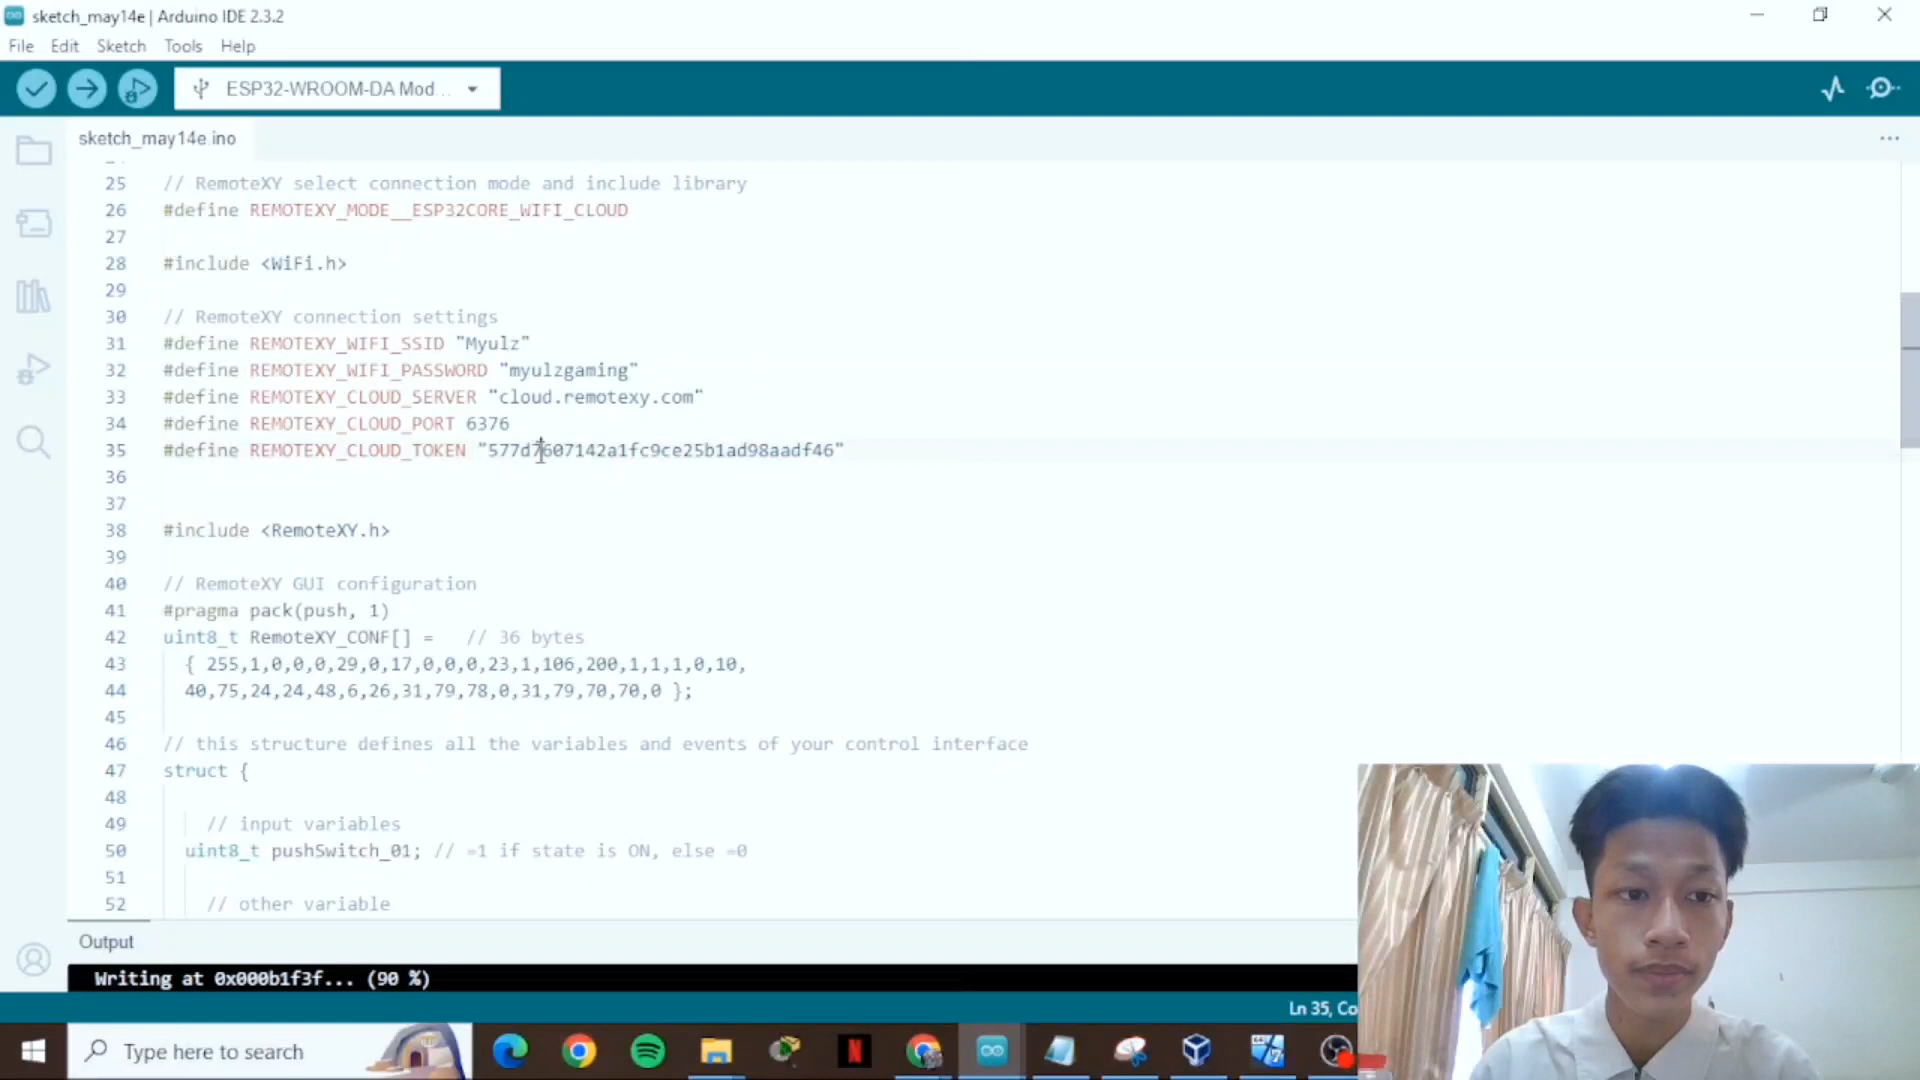 sketch_may14e | Arduino IDE 2.3.2
File Edit Sketch Tools Help
ESP32-WROOM-DA Mod...
sketch_may14e.ino
25 // RemoteXY select connection mode and include library
26 #define REMOTEXY_MODE__ESP32CORE_WIFI_CLOUD
27
28 #include <WiFi.h>
29
30 // RemoteXY connection settings
31 #define REMOTEXY_WIFI_SSID "Myulz"
32 #define REMOTEXY_WIFI_PASSWORD "myulzgaming"
33 #define REMOTEXY_CLOUD_SERVER "cloud.remotexy.com"
34 #define REMOTEXY_CLOUD_PORT 6376
35 #define REMOTEXY_CLOUD_TOKEN "577d7607142a1fc9ce25b1ad98aadf46"
36
37
38 #include <RemoteXY.h>
39
40 // RemoteXY GUI configuration
41 #pragma pack(push, 1)
42 uint8_t RemoteXY_CONF[] = // 36 bytes
43 { 255,1,0,0,0,29,0,17,0,0,0,23,1,106,200,1,1,1,0,10,
44 40,75,24,24,48,6,26,31,79,78,0,31,79,70,70,0 };
45
46 // this structure defines all the variables and events of your control interface
47 struct {
48
49 // input variables
50 uint8_t pushSwitch_01; // =1 if state is ON, else =0
51
52 // other variable
Output
Writing at 0x000b1f3f... (90 %)
Ln 35, Co
Type here to search